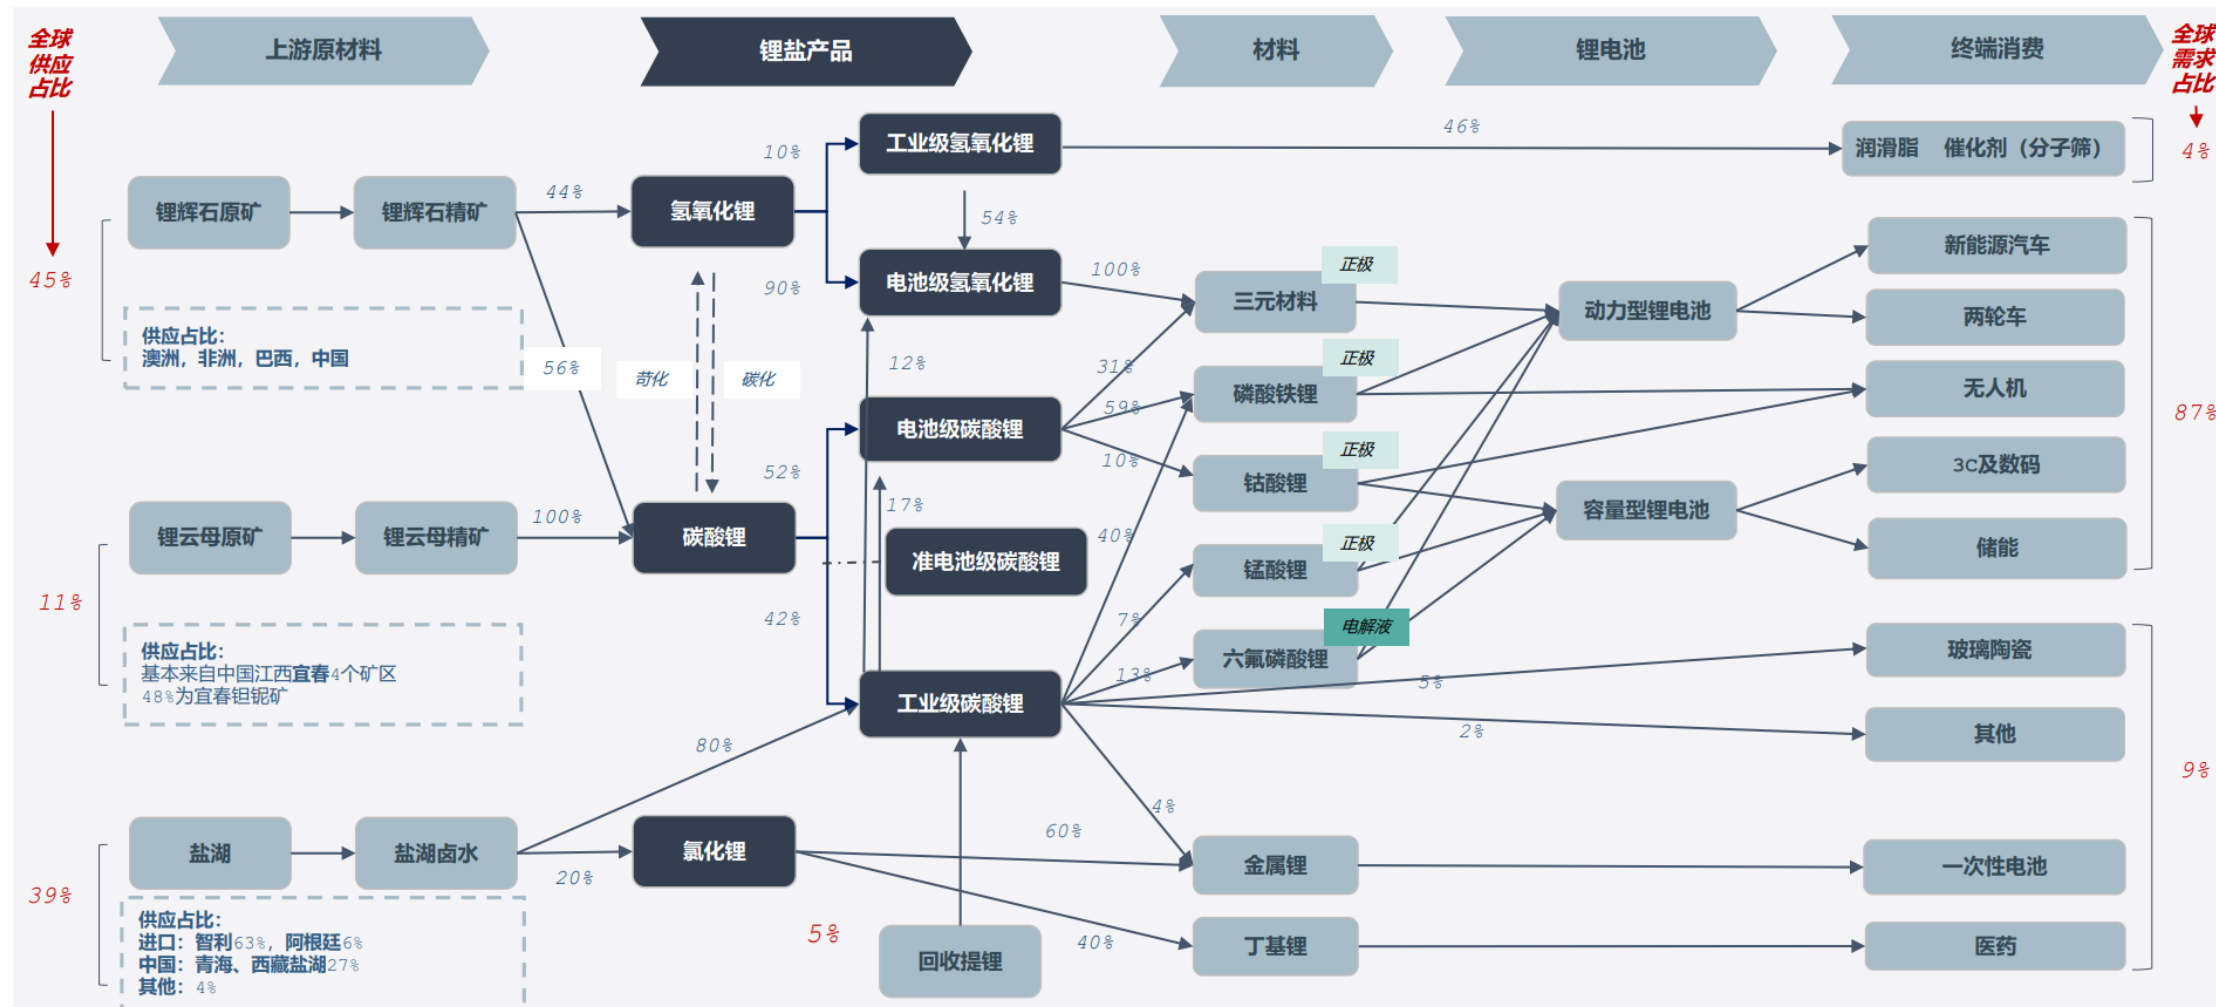 全球
供应
占比
上游原材料
锂盐产品
材料
锂电池
终端消费
全球
需求
占比
工业级氢氧化锂
46%
润滑脂 催化剂（分子筛）
4%
10%
锂辉石原矿
锂辉石精矿
44%
氢氧化锂
54%
45%
90%
电池级氢氧化锂
100%
三元材料
正极
动力型锂电池
新能源汽车
两轮车
供应占比：
澳洲，非洲，巴西，中国
56%
苛化
碳化
12%
31%
磷酸铁锂
正极
无人机
87%
59%
电池级碳酸锂
52%
10%
钴酸锂
正极
3C及数码
17%
锂云母原矿
锂云母精矿
100%
碳酸锂
准电池级碳酸锂
40%
锰酸锂
正极
容量型锂电池
储能
11%
42%
7%
电解液
供应占比：
基本来自中国江西宜春4个矿区
48%为宜春钽铌矿
六氟磷酸锂
13%
5%
玻璃陶瓷
工业级碳酸锂
2%
其他
80%
9%
4%
盐湖
盐湖卤水
20%
氯化锂
60%
金属锂
一次性电池
39%
供应占比：
进口：智利63%，阿根廷6%
中国：青海、西藏盐湖27%
其他：4%
5%
回收提锂
40%
丁基锂
医药